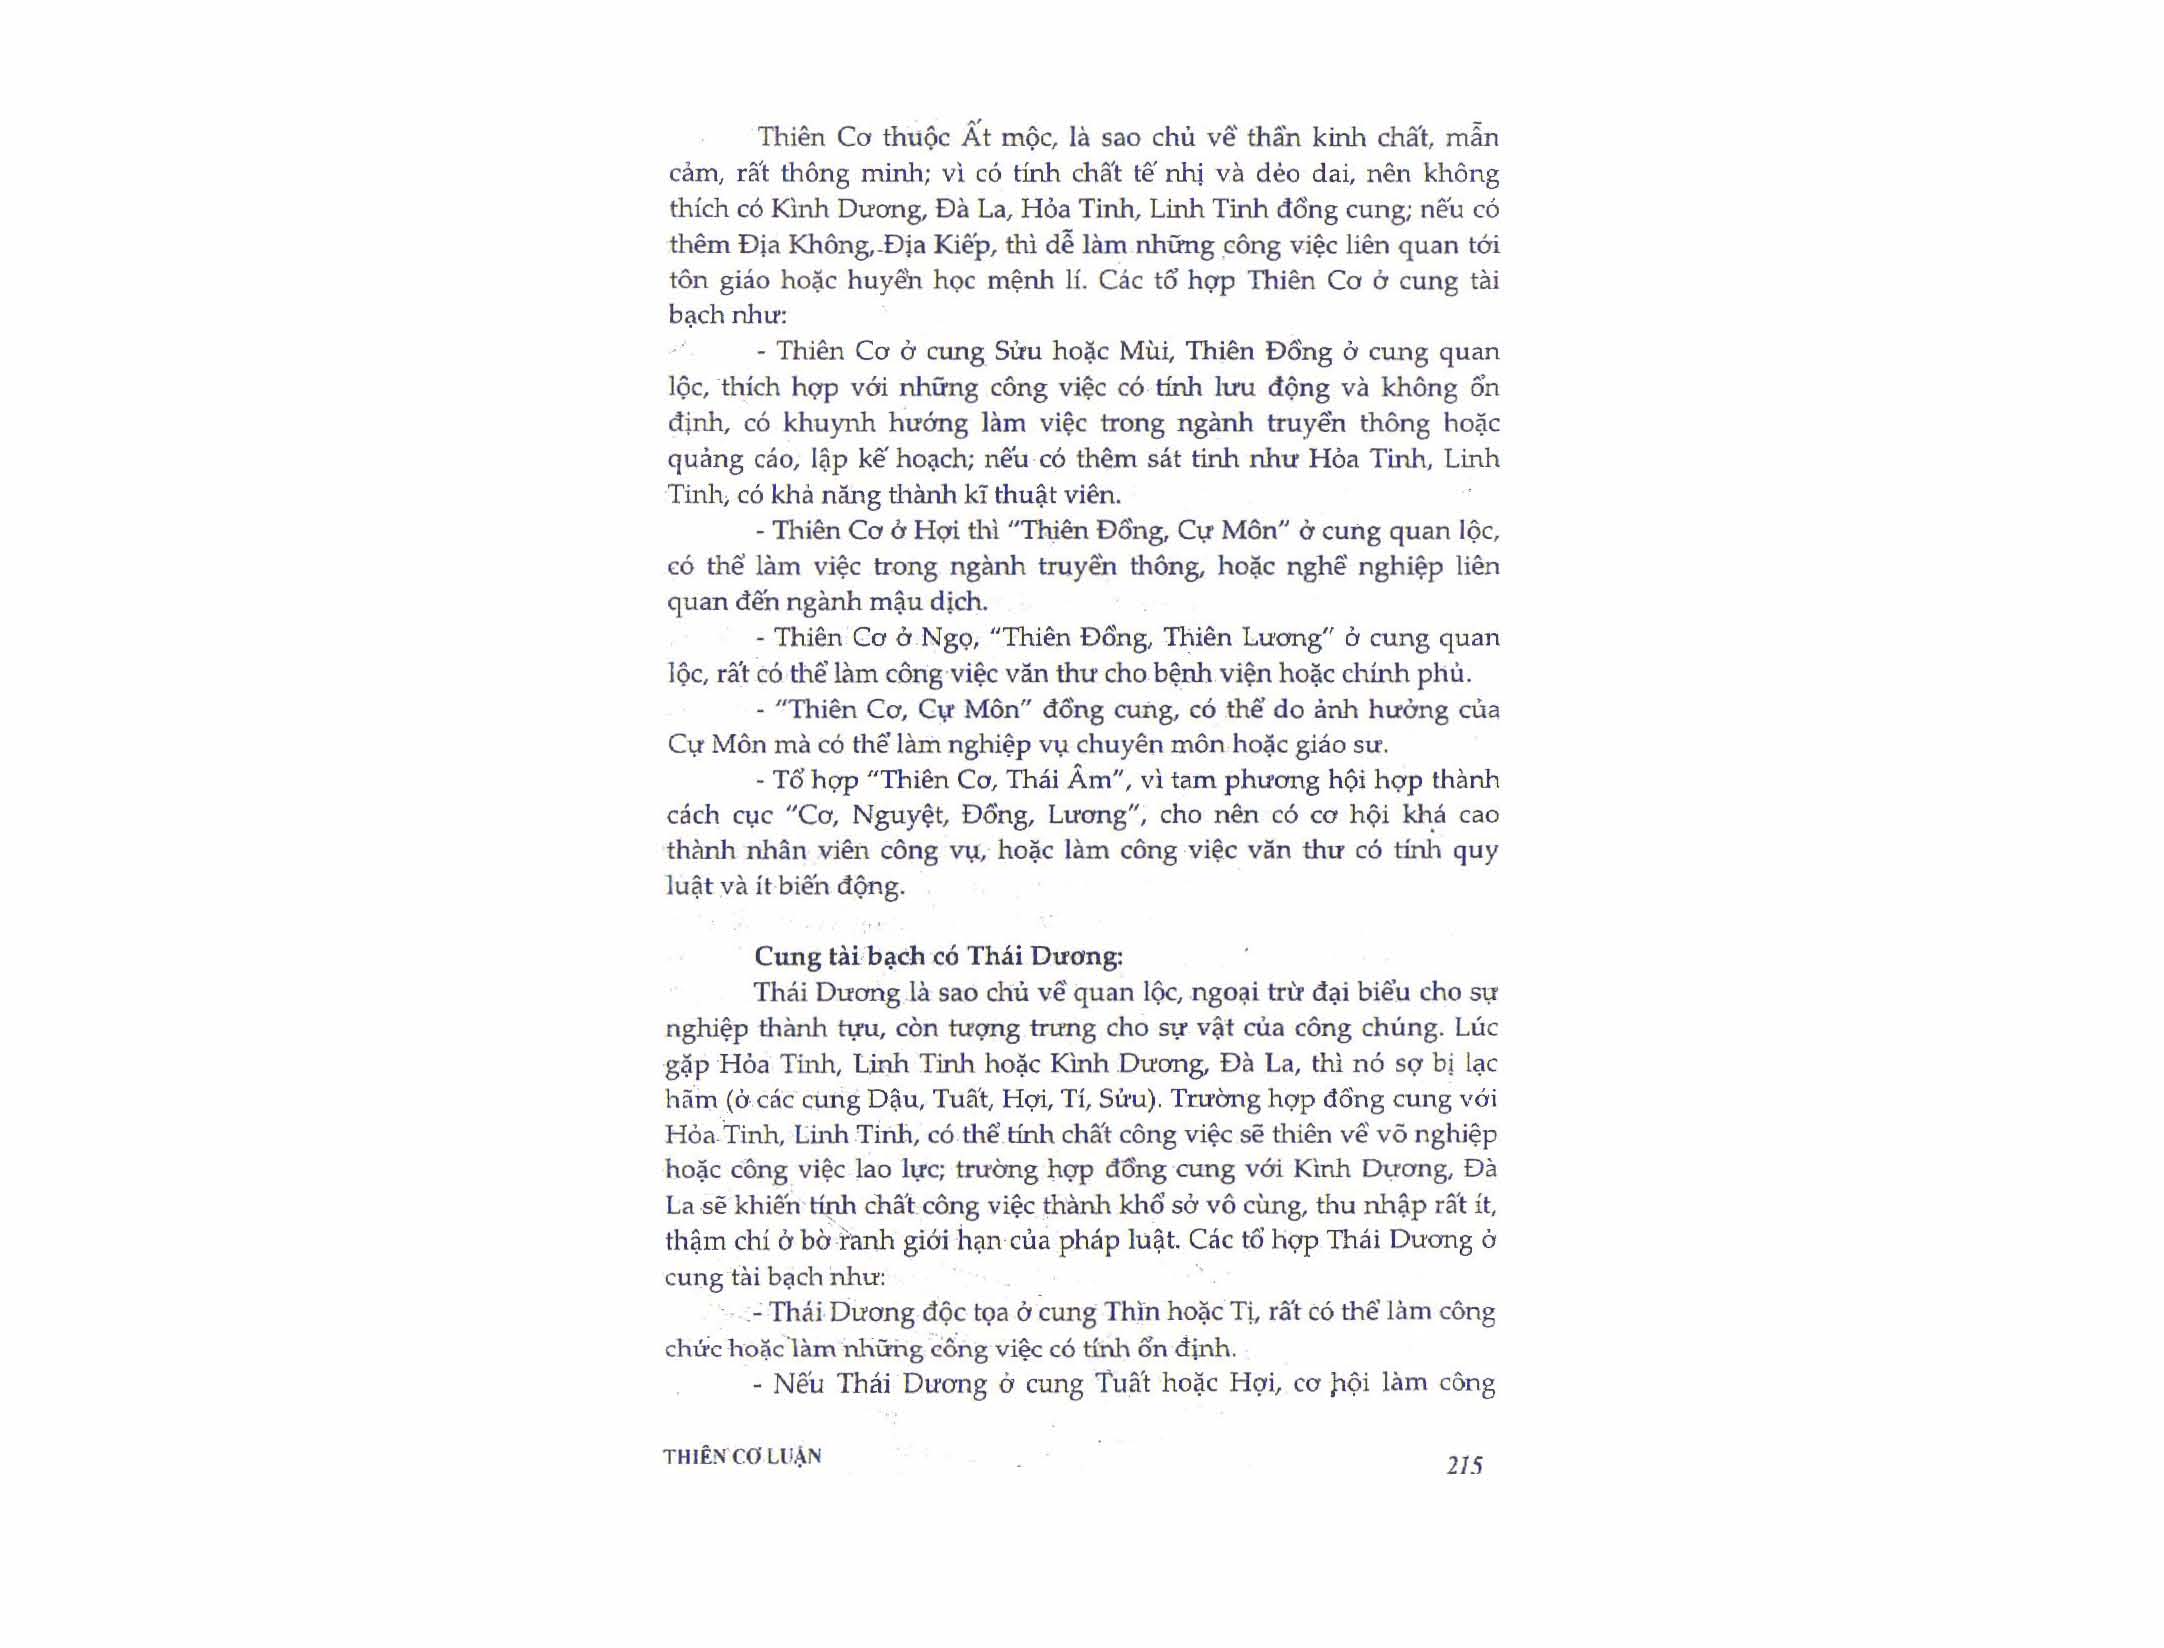 Thiên Cơ thuộc Ất mộc, là sao chủ về thần kinh chất, mẫn
cảm, rất thông minh; vì có tính chất tế nhị và dẻo dai, nên không
thích có Kình Dương, Đà La, Hỏa Tinh, Linh Tinh đồng cung; nếu có
thêm Địa Không, Địa Kiếp, thì dễ làm những công việc liên quan tới
tôn giáo hoặc huyền học mệnh lí. Các tổ hợp Thiên Cơ ở cung tài
bạch như:
- Thiên Cơ ở cung Sửu hoặc Mùi, Thiên Đồng ở cung quan
lộc, thích hợp với những công việc có tính lưu động và không ổn
định, có khuynh hướng làm việc trong ngành truyền thông hoặc
quảng cáo, lập kế hoạch; nếu có thêm sát tinh như Hỏa Tinh, Linh
Tinh, có khả năng thành kĩ thuật viên.
- Thiên Cơ ở Hợi thì "Thiên Đồng, Cự Môn" ở cung quan lộc,
có thể làm việc trong ngành truyền thông, hoặc nghề nghiệp liên
quan đến ngành mậu dịch.
- Thiên Cơ ở Ngọ, "Thiên Đồng, Thiên Lương" ở cung quan
lộc, rất có thể làm công việc văn thư cho bệnh viện hoặc chính phủ.
- "Thiên Cơ, Cự Môn" đồng cung, có thể do ảnh hưởng của
Cự Môn mà có thể làm nghiệp vụ chuyên môn hoặc giáo sư.
- Tổ hợp "Thiên Cơ, Thái Âm", vì tam phương hội hợp thành
cách cục "Cơ, Nguyệt, Đồng, Lương", cho nên có cơ hội khá cao
thành nhân viên công vụ, hoặc làm công việc văn thư có tính quy
luật và ít biến động.
Cung tài bạch có Thái Dương:
Thái Dương là sao chủ về quan lộc, ngoại trừ đại biểu cho sự
nghiệp thành tựu, còn tượng trưng cho sự vật của công chúng. Lúc
gặp Hỏa Tinh, Linh Tinh hoặc Kình Dương, Đà La, thì nó sợ bị lạc
hãm (ở các cung Dậu, Tuất, Hợi, Tí, Sửu). Trường hợp đồng cung với
Hỏa Tinh, Linh Tinh, có thể tính chất công việc sẽ thiên về võ nghiệp
hoặc công việc lao lực; trường hợp đồng cung với Kình Dương, Đà
La sẽ khiến tính chất công việc thành khổ sở vô cùng, thu nhập rất ít,
thậm chí ở bờ ranh giới hạn của pháp luật. Các tổ hợp Thái Dương ở
cung tài bạch như:
- Thái Dương độc tọa ở cung Thìn hoặc Tị, rất có thể làm công
chức hoặc làm những công việc có tính ổn định.
- Nếu Thái Dương ở cung Tuất hoặc Hợi, cơ hội làm công
THIÊN CƠ LUẬN
215